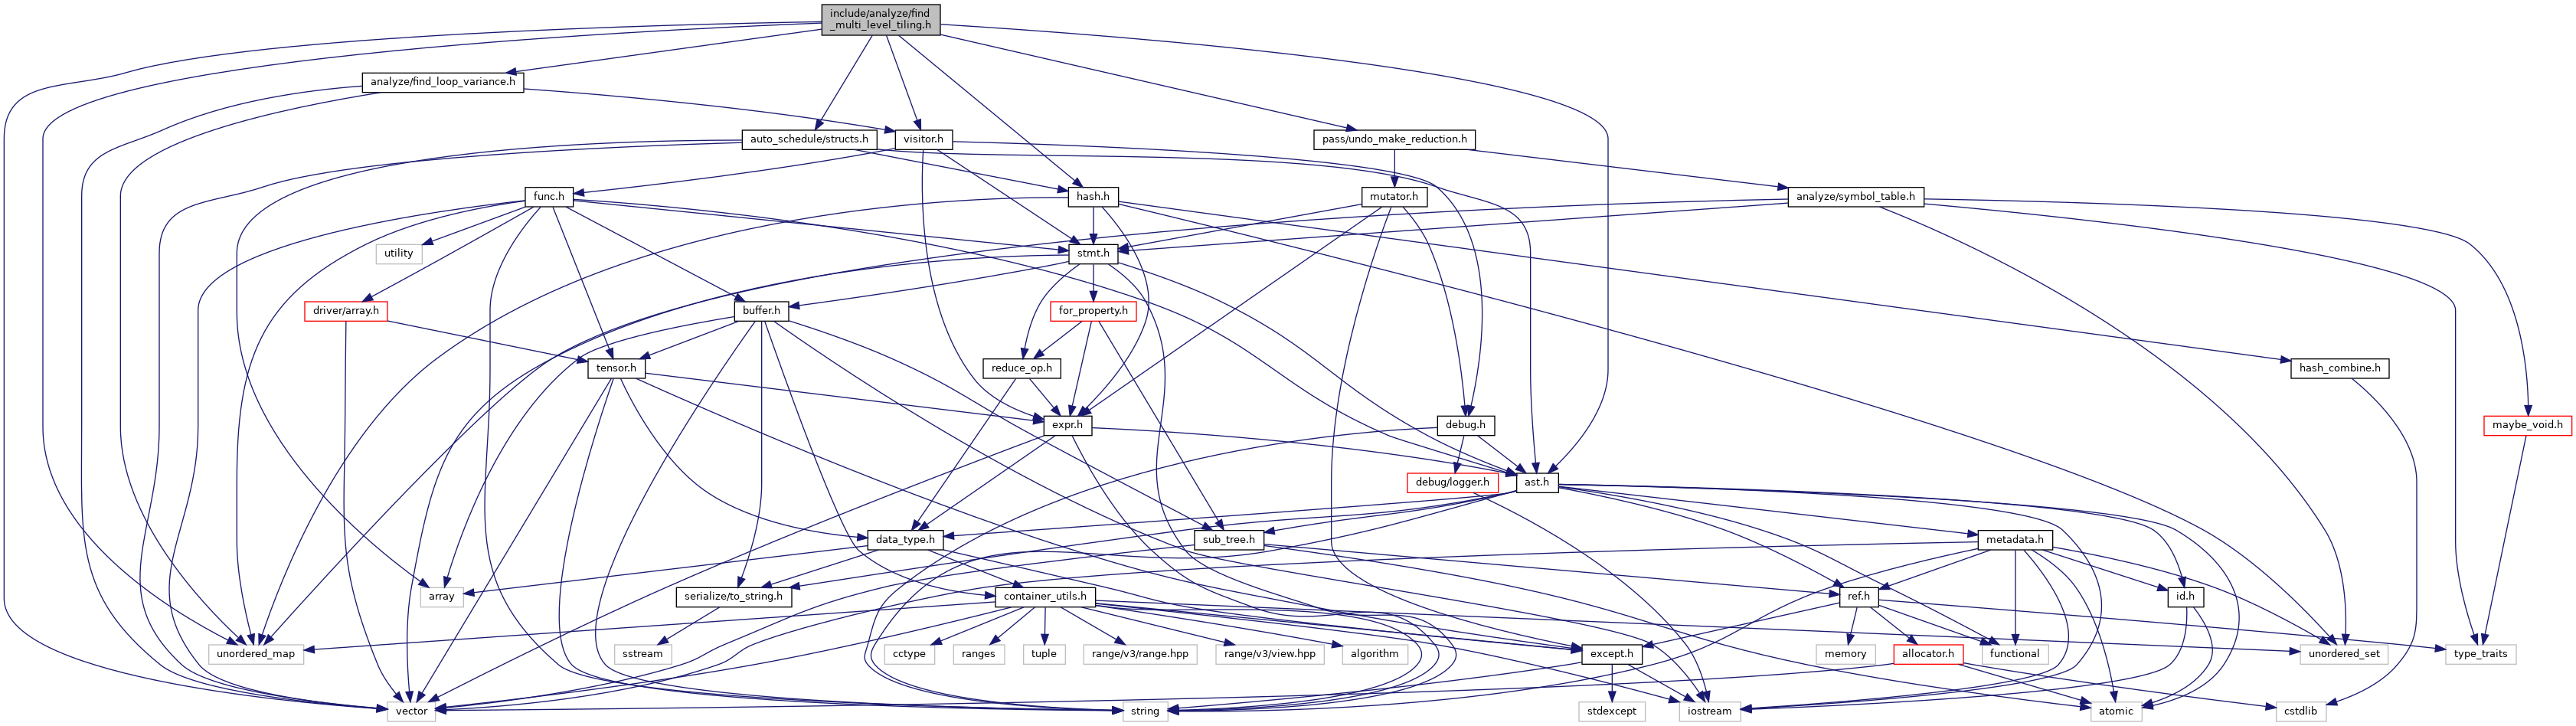 include/analyze/find
_multi_level_tiling.h
analyze/find_loop_variance.h
auto_schedule/structs.h
visitor.h
pass/undo_make_reduction.h
func.h
hash.h
mutator.h
analyze/symbol_table.h
utility
stmt.h
driver/array.h
buffer.h
for_property.h
tensor.h
reduce_op.h
hash_combine.h
expr.h
debug.h
maybe_void.h
debug/logger.h
ast.h
data_type.h
sub_tree.h
metadata.h
array
serialize/to_string.h
container_utils.h
ref.h
id.h
unordered_map
sstream
cctype
ranges
tuple
range/v3/range.hpp
range/v3/view.hpp
algorithm
except.h
memory
allocator.h
functional
unordered_set
type_traits
vector
string
stdexcept
iostream
atomic
cstdlib